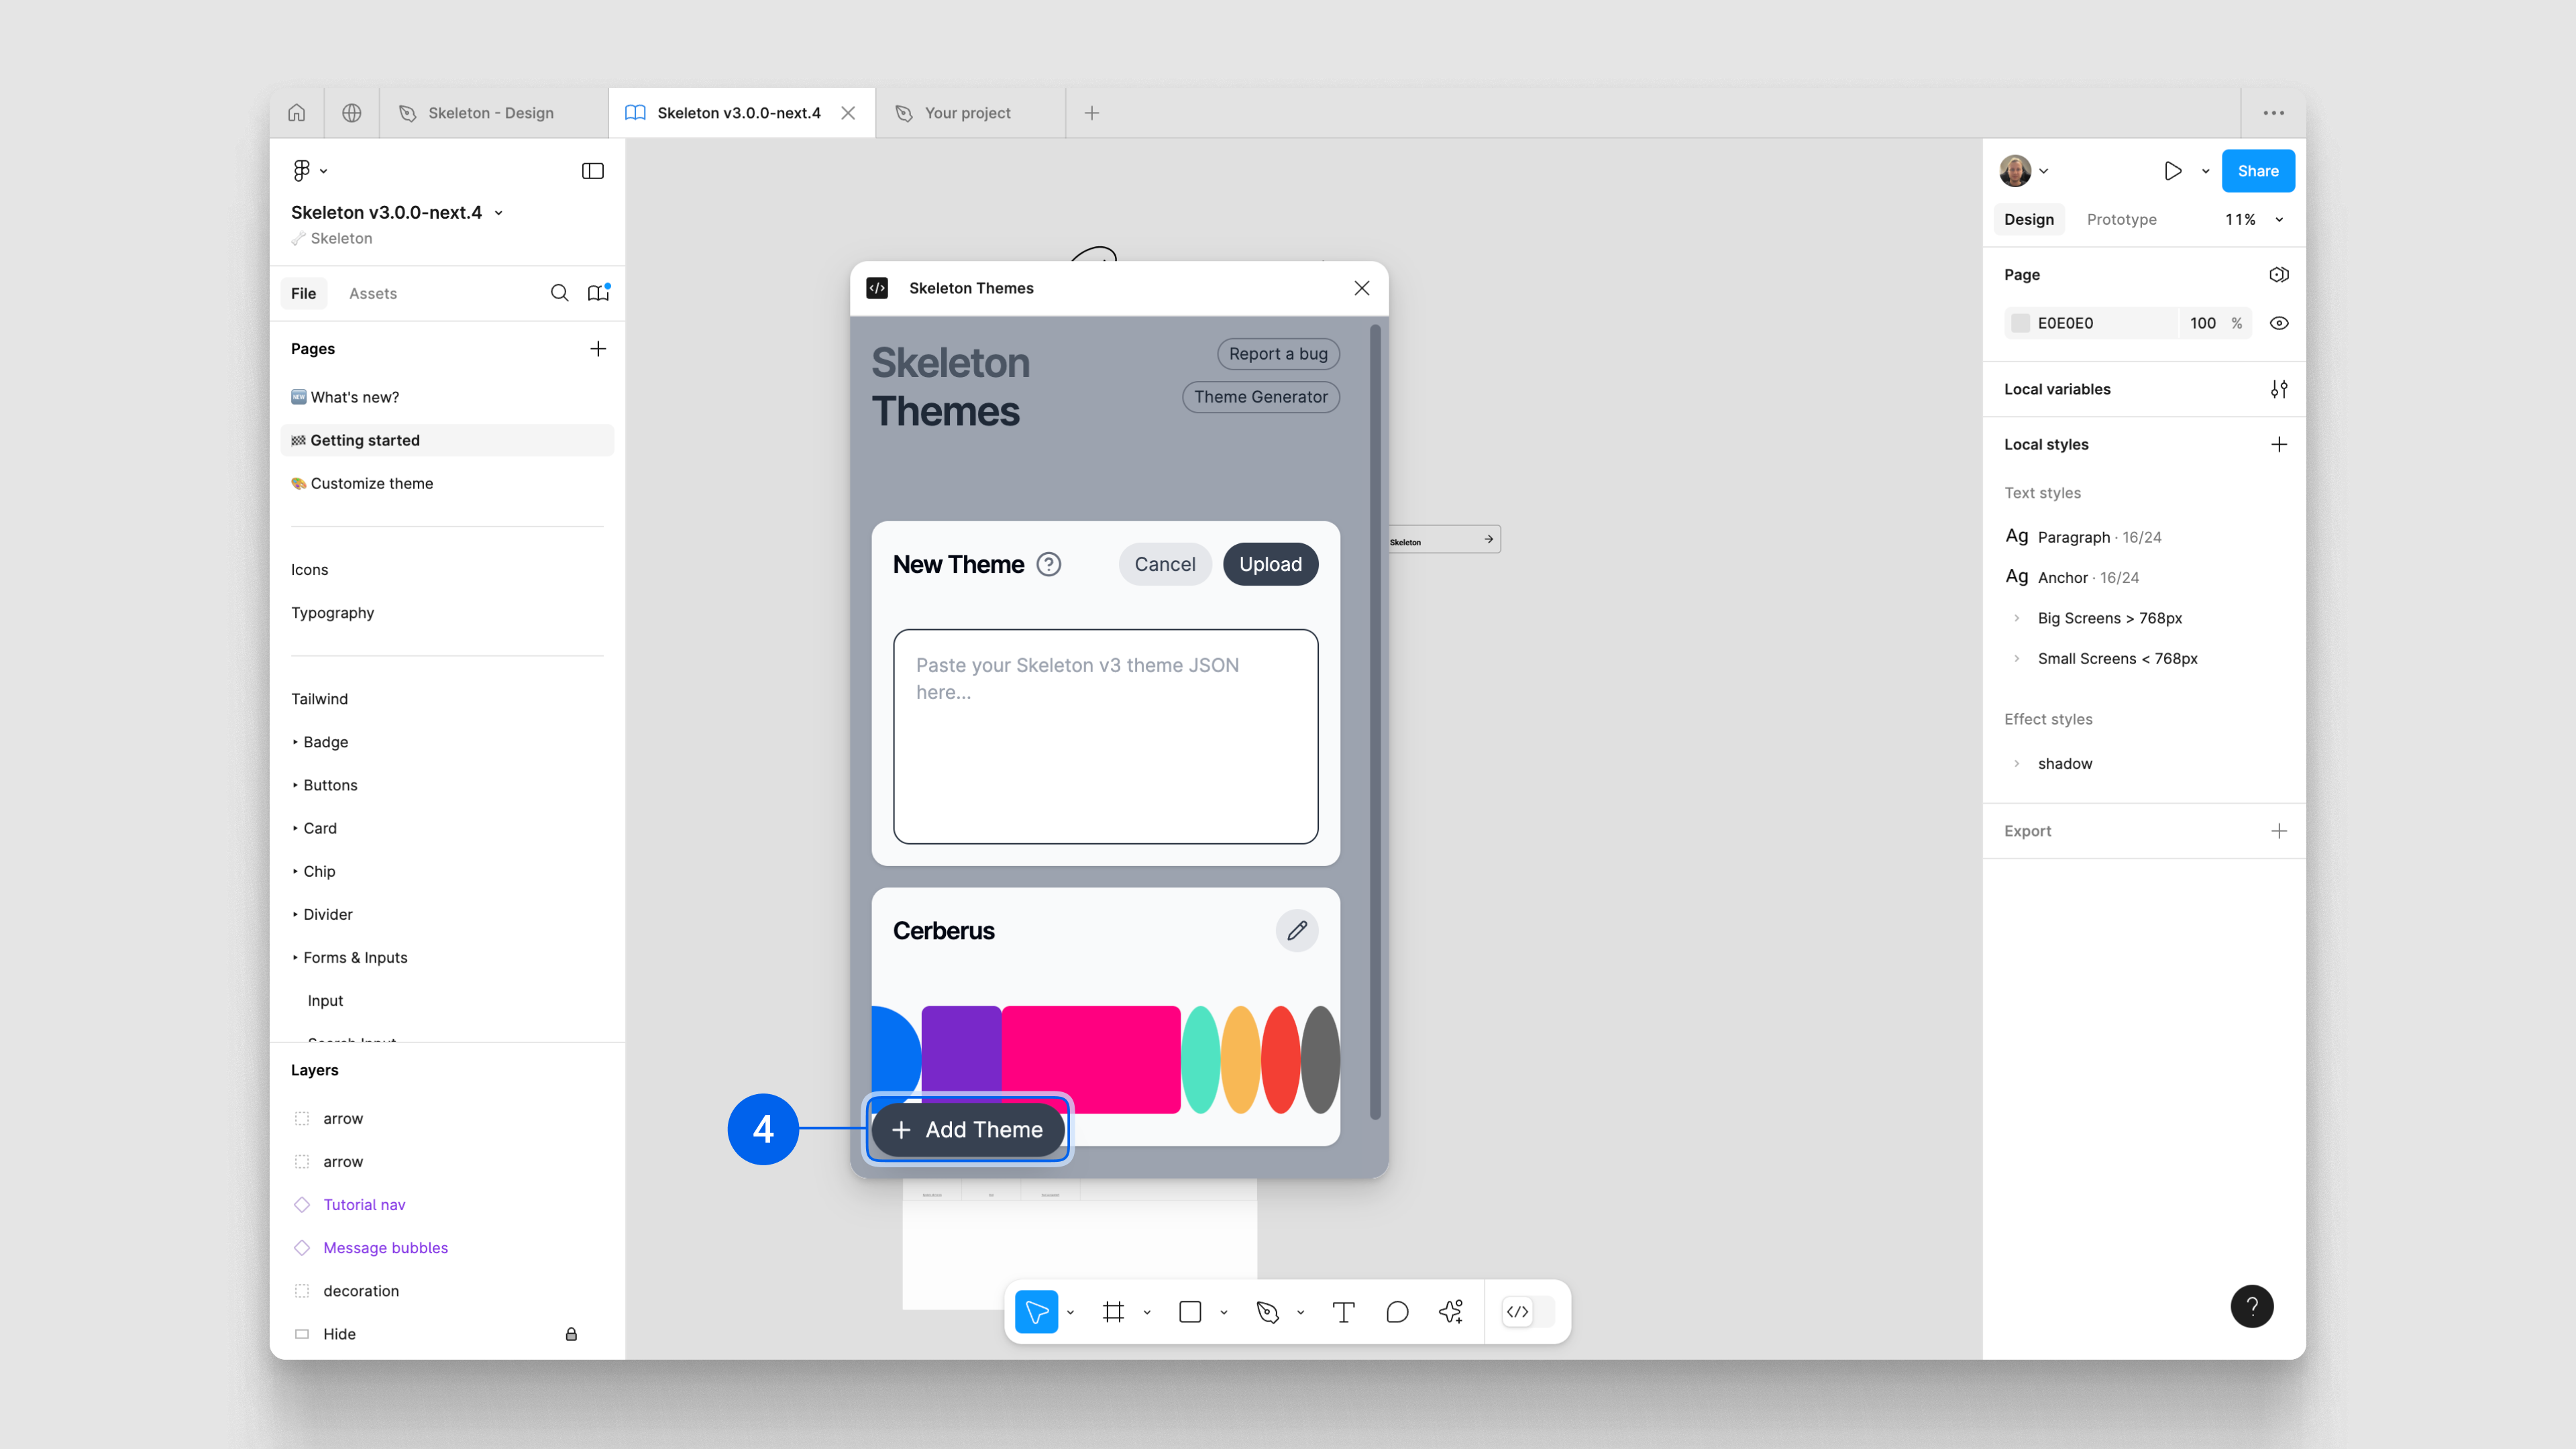 Skeleton - Design
Skeleton v3.0.0-next.4
Your project
Skeleton v3.0.0-next.4
Skeleton
File
Assets
Pages
What's new?
Getting started
Customize theme
Icons
Typography
Tailwind
Badge
Buttons
Card
Chip
Divider
Forms & Inputs
Input
Layers
arrow
arrow
Tutorial nav
Message bubbles
decoration
Hide
Skeleton Themes
Skeleton
Themes
Report a bug
Theme Generator
New Theme
Cancel
Upload
Paste your Skeleton v3 theme JSON
here...
Cerberus
4
Add Theme
Skeleton
Share
Design
Prototype
11%
Page
E0E0E0
100 %
Local variables
Local styles
Text styles
Ag Paragraph · 16/24
Ag Anchor · 16/24
Big Screens > 768px
Small Screens < 768px
Effect styles
shadow
Export